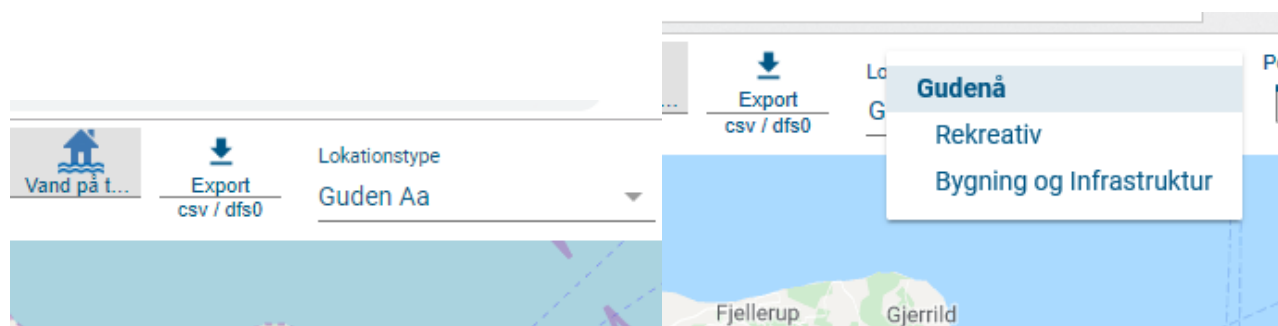 Vand på t...
Export
csv / dfs0
Lokationstype
Guden Aa
...
Export
csv / dfs0
Lo
G
Gudenå
Rekreativ
Bygning og Infrastruktur
Fjellerup
Gjerrild